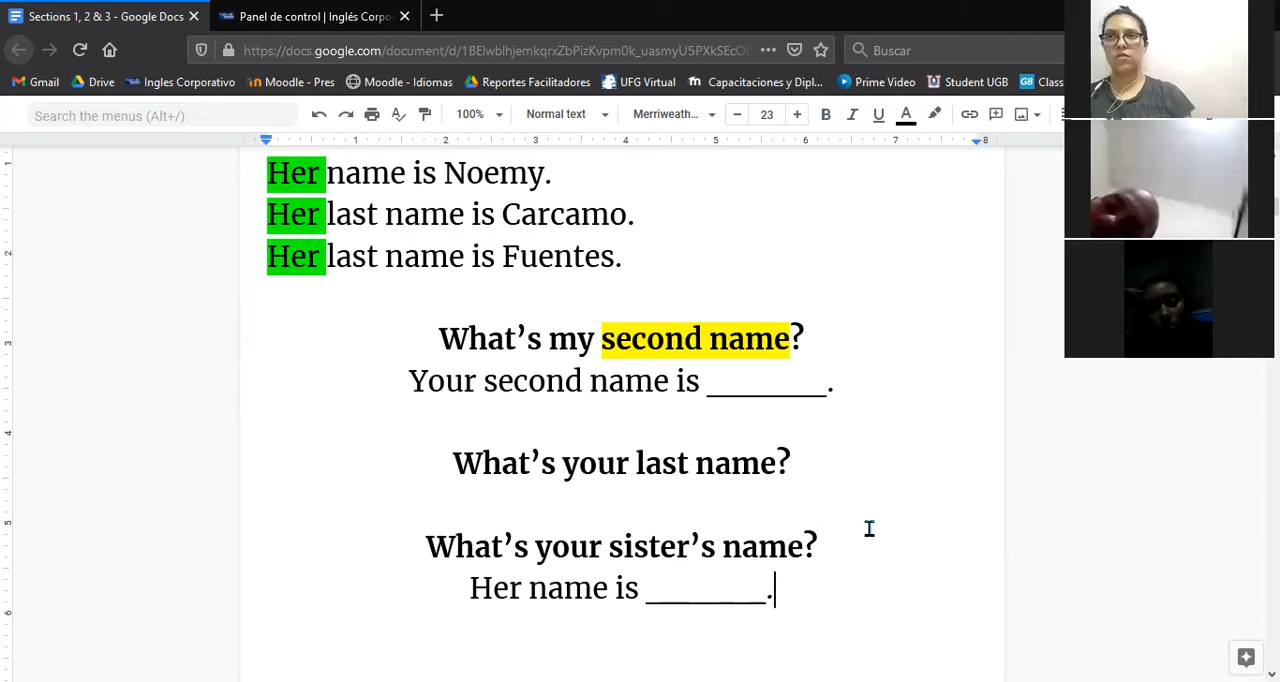 Sections 1, 2 & 3 - Google Docs
Panel de control | Inglés Corpo
https://docs.google.com/document/d/
Buscar
Gmail
Drive
Ingles Corporativo
Moodle - Pres
Moodle - Idiomas
Reportes Facilitadores
UFG Virtual
Capacitaciones y Dipl...
Prime Video
Student UGB
Class
Search the menus (Alt+/)
100%
Normal text
Merriweath...
23
Her name is Noemy.
Her last name is Carcamo.
Her last name is Fuentes.
What's my second name?
Your second name is ________.
What's your last name?
What's your sister's name?
Her name is ________.